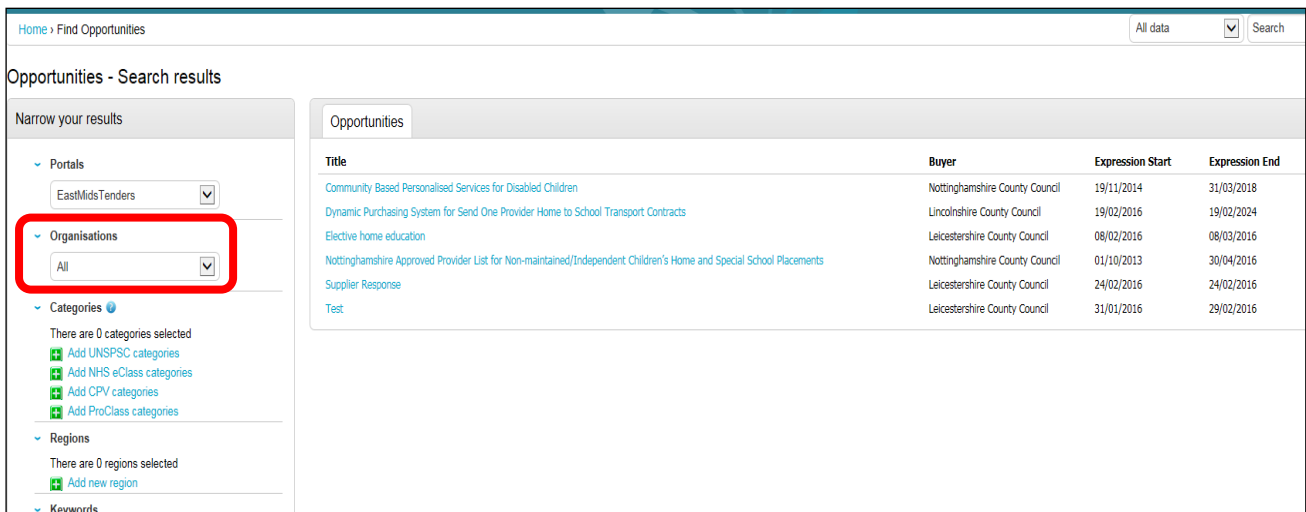 Home › Find Opportunities
All data
Search
Opportunities - Search results
Narrow your results
Portals
EastMidsTenders
Organisations
All
Categories
There are 0 categories selected
Add UNSPSC categories
Add NHS eClass categories
Add CPV categories
Add ProClass categories
Regions
There are 0 regions selected
Add new region
Keywords
Opportunities
Title Buyer Expression Start Expression End
Community Based Personalised Services for Disabled Children Nottinghamshire County Council 19/11/2014 31/03/2018
Dynamic Purchasing System for Send One Provider Home to School Transport Contracts Lincolnshire County Council 19/02/2016 19/02/2024
Elective home education Leicestershire County Council 08/02/2016 08/03/2016
Nottinghamshire Approved Provider List for Non-maintained/Independent Children's Home and Special School Placements Nottinghamshire County Council 01/10/2013 30/04/2016
Supplier Response Leicestershire County Council 24/02/2016 24/02/2016
Test Leicestershire County Council 31/01/2016 29/02/2016